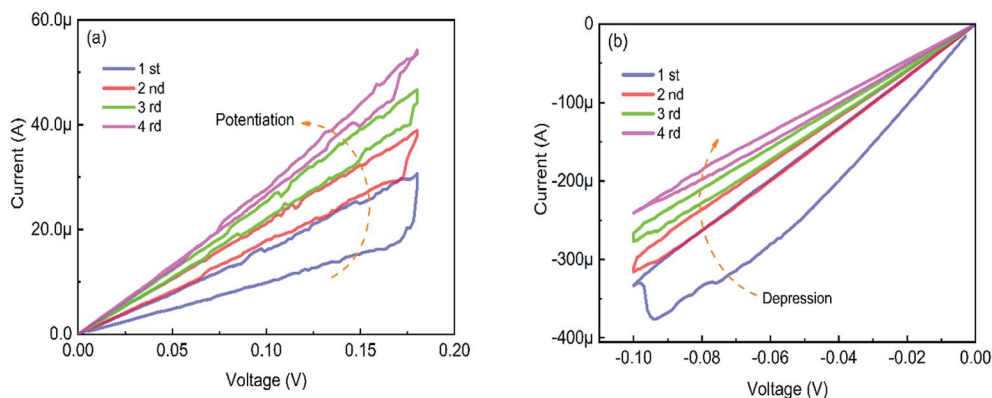 (a)
1 st
2 nd
3 rd
4 rd
Potentiation
60.0µ
40.0µ
20.0µ
0.0
Current (A)
0.00
0.05
0.10
0.15
0.20
Voltage (V)
(b)
1 st
2 nd
3 rd
4 rd
Depression
0
-100µ
-200µ
-300µ
-400µ
Current (A)
-0.10
-0.08
-0.06
-0.04
-0.02
0.00
Voltage (V)